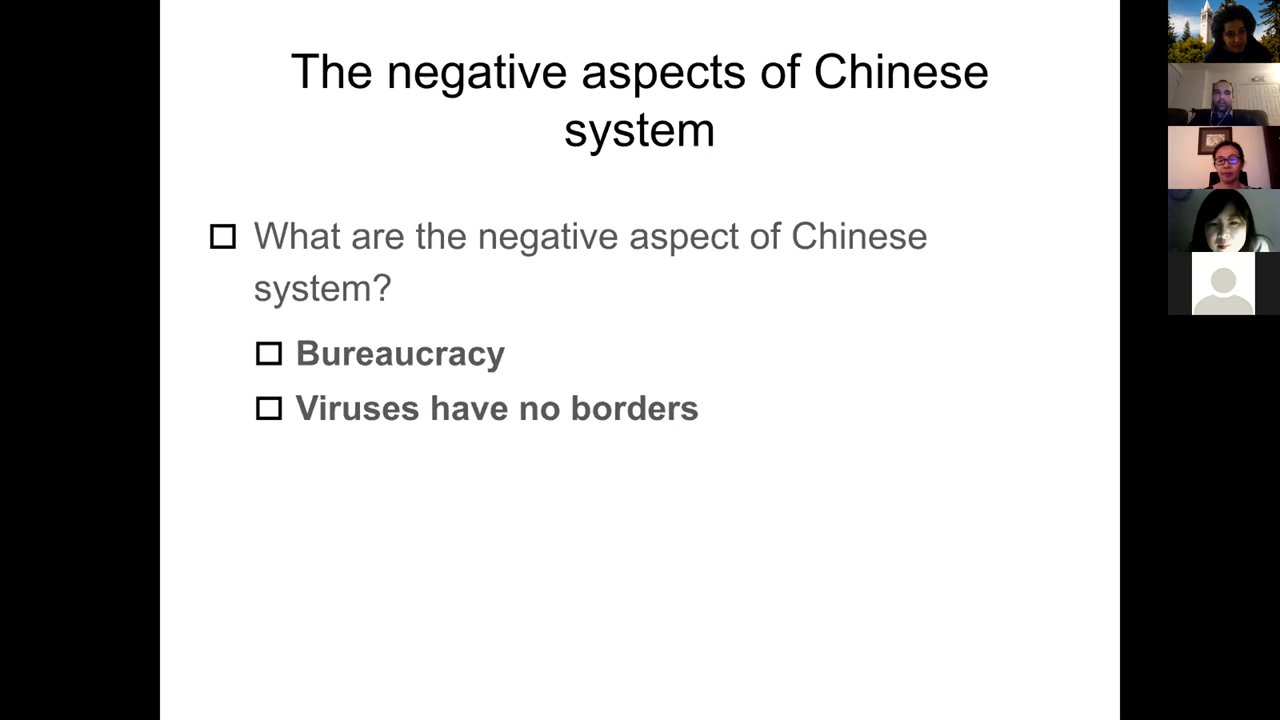 The negative aspects of Chinese
system
What are the negative aspect of Chinese
system?
Bureaucracy
Viruses have no borders